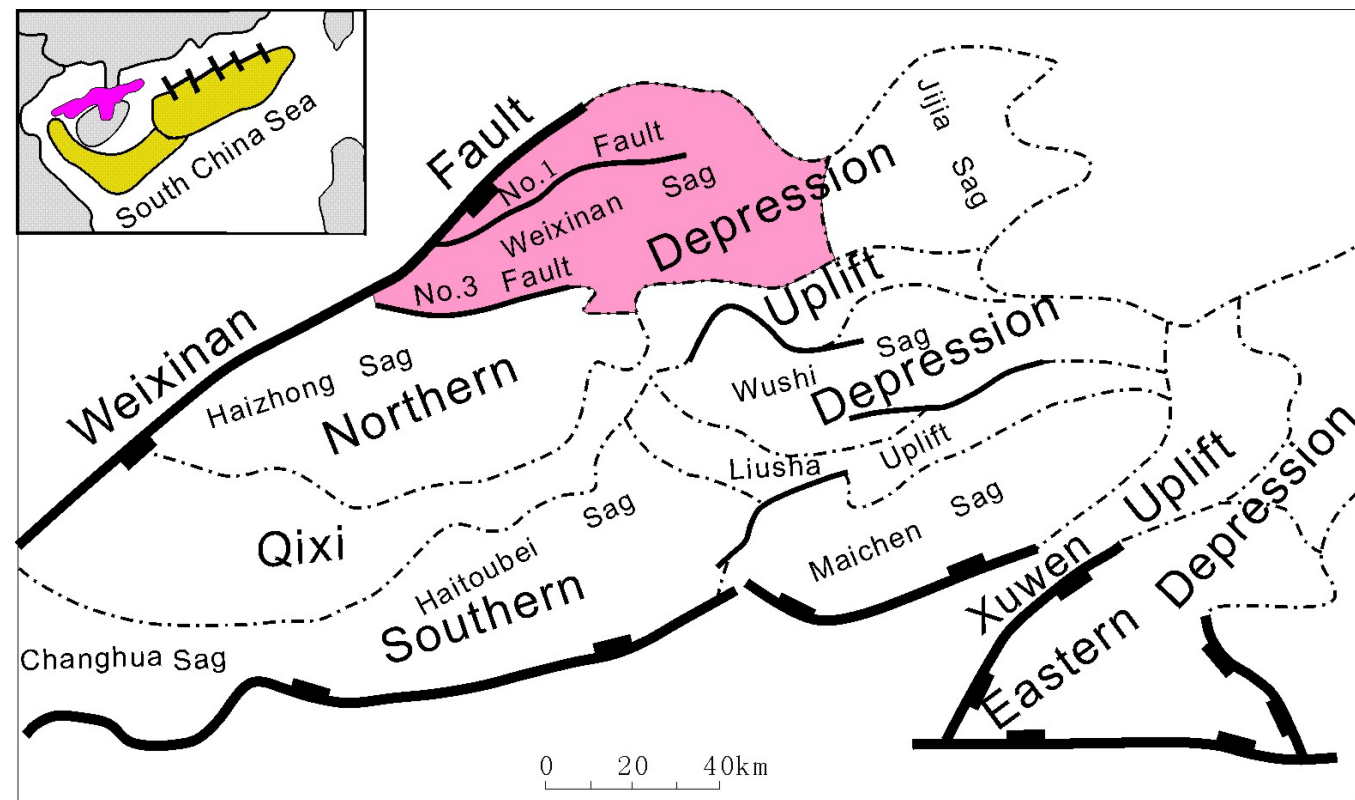 South China Sea
Weixinan Fault
No.1 Fault
Weixinan Sag
No.3 Fault
Jijia Sag
Haizhong Sag
Northern Depression
Wushi Sag
Qixi Uplift
Liusha Uplift
Haitoubei Sag
Maichen Sag
Southern Depression
Changhua Sag
Xuwen Uplift
Eastern Depression
0 20 40km